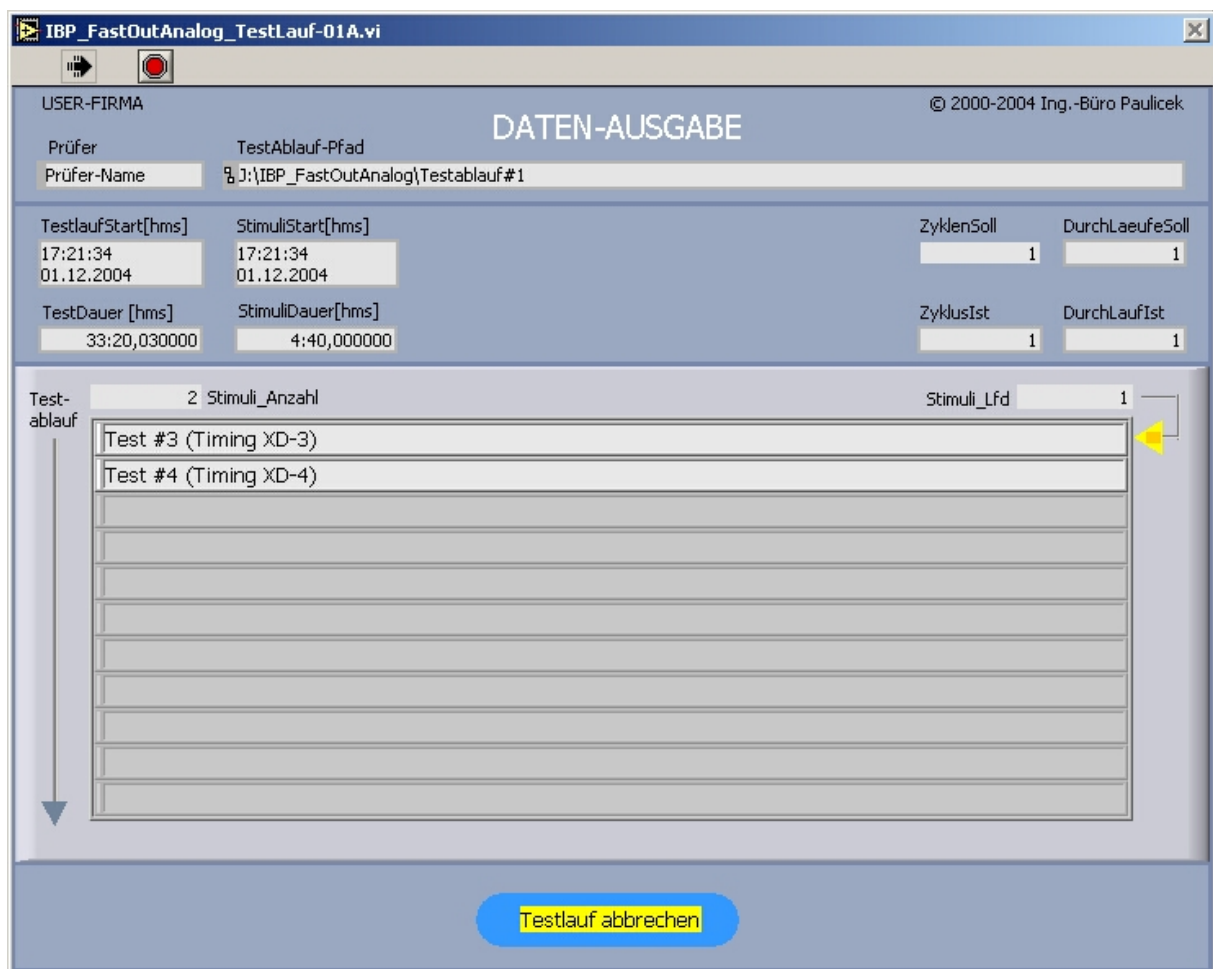 IBP_FastOutAnalog_TestLauf-01A.vi
USER-FIRMA
© 2000-2004 Ing.-Büro Paulicek
DATEN-AUSGABE
Prüfer
TestAblauf-Pfad
Prüfer-Name
J:\IBP_FastOutAnalog\Testablauf#1
TestlaufStart[hms]
StimuliStart[hms]
ZyklenSoll
DurchLaeufeSoll
17:21:34
01.12.2004
17:21:34
01.12.2004
1
1
TestDauer [hms]
StimuliDauer[hms]
ZyklusIst
DurchLaufIst
33:20,030000
4:40,000000
1
1
Test-
ablauf
2 Stimuli_Anzahl
Stimuli_Lfd 1
Test #3 (Timing XD-3)
Test #4 (Timing XD-4)
Testlauf abbrechen